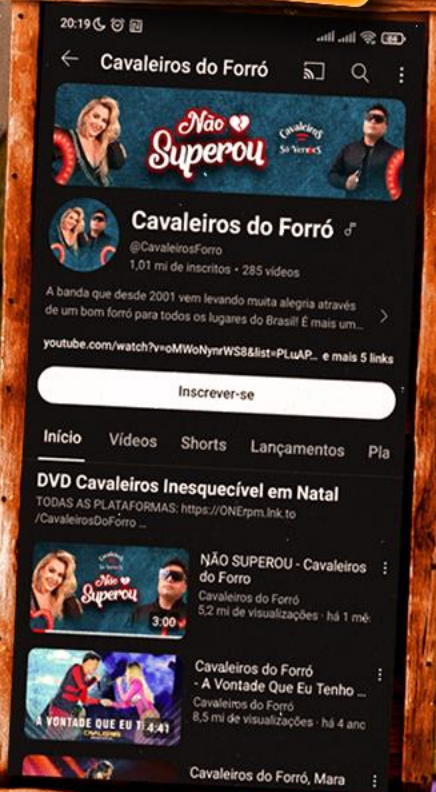 20:19
84
Cavaleiros do Forró
Não
Superou
Cavaleiros
Só Verões
Cavaleiros do Forró
@CavaleirosForro
1,01 mi de inscritos • 285 vídeos
A banda que desde 2001 vem levando muita alegria através
de um bom forró para todos os lugares do Brasil! É mais um...
youtube.com/watch?v=oMWoNynrWS8&list=PLuAP... e mais 5 links
Inscrever-se
Início Vídeos Shorts Lançamentos Pla
DVD Cavaleiros Inesquecível em Natal
TODAS AS PLATAFORMAS: https://ONErpm.lnk.to
/CavaleirosDoForro ...
Não
Superou
3:00
NÃO SUPEROU - Cavaleiros
do Forro
Cavaleiros do Forró
5,2 mi de visualizações · há 1 mê
A VONTADE QUE EU T
4:41
Cavaleiros do Forró
- A Vontade Que Eu Tenho ...
Cavaleiros do Forró
8,5 mi de visualizações · há 4 anc
Cavaleiros do Forró, Mara